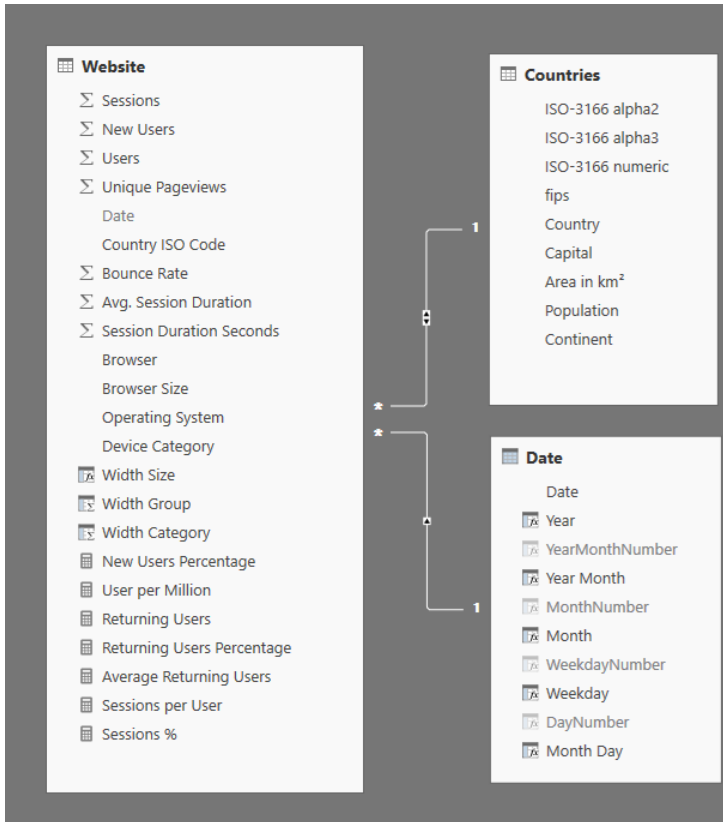 Website
Sessions
New Users
Users
Unique Pageviews
Date
Country ISO Code
Bounce Rate
Avg. Session Duration
Session Duration Seconds
Browser
Browser Size
Operating System
Device Category
Width Size
Width Group
Width Category
New Users Percentage
User per Million
Returning Users
Returning Users Percentage
Average Returning Users
Sessions per User
Sessions %
1
*
*
1
Countries
ISO-3166 alpha2
ISO-3166 alpha3
ISO-3166 numeric
fips
Country
Capital
Area in km²
Population
Continent
Date
Date
Year
YearMonthNumber
Year Month
MonthNumber
Month
WeekdayNumber
Weekday
DayNumber
Month Day